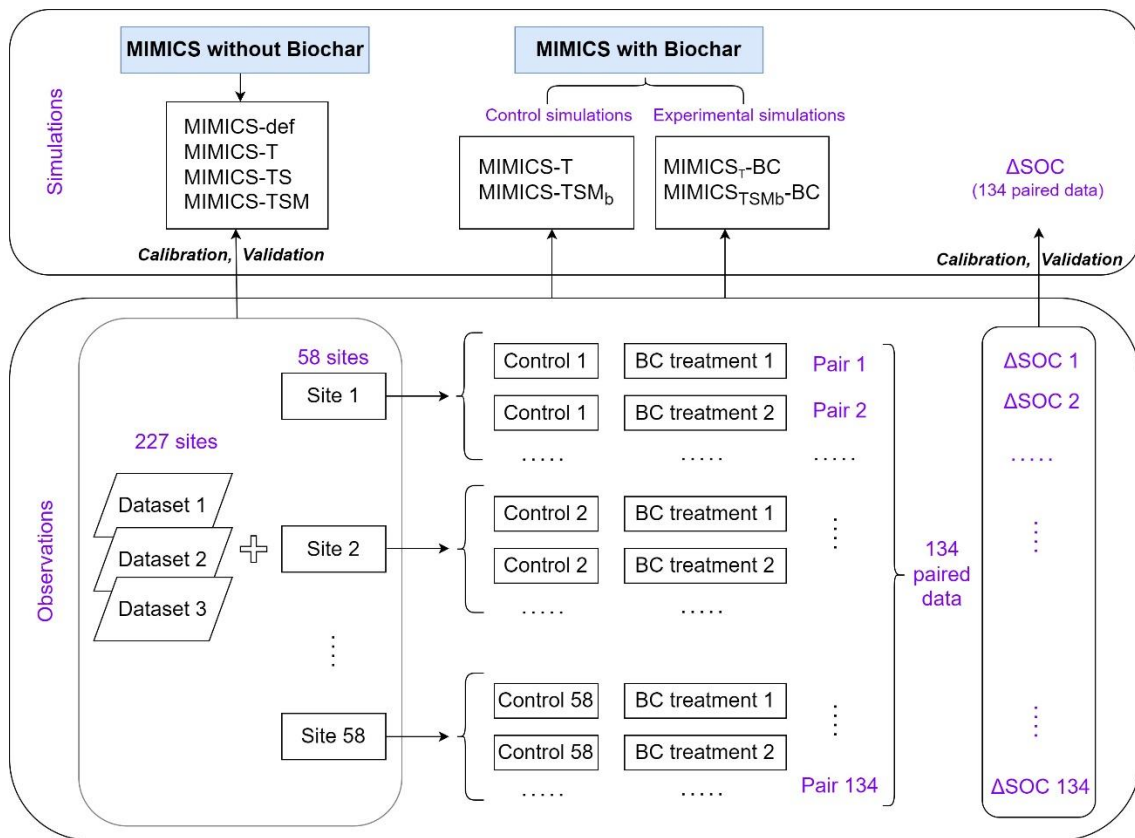 MIMICS without Biochar
MIMICS with Biochar
Simulations
Control simulations
Experimental simulations
MIMICS-def
MIMICS-T
MIMICS-TS
MIMICS-TSM
MIMICS-T
MIMICS-TSMb
MIMICST-BC
MIMICSTSMb-BC
ΔSOC
(134 paired data)
Calibration, Validation
Calibration, Validation
Observations
227 sites
Dataset 1
Dataset 2
Dataset 3
58 sites
Site 1
Site 2
⋮
Site 58
Control 1 BC treatment 1 Pair 1
Control 1 BC treatment 2 Pair 2
..... ..... .....
Control 2 BC treatment 1
Control 2 BC treatment 2
..... .....
⋮
Control 58 BC treatment 1
Control 58 BC treatment 2
⋮
..... ..... Pair 134
134
paired
data
ΔSOC 1
ΔSOC 2
.....
⋮
⋮
ΔSOC 134